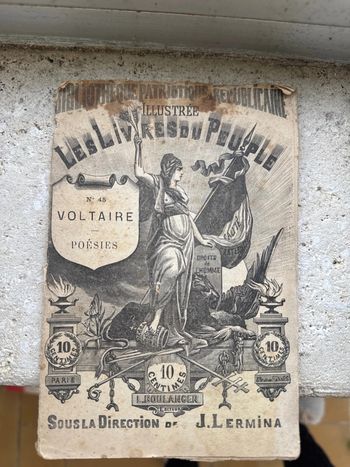 BIBLIOTHÈQUE PATRIOTIQUE RÉPUBLICAINE
ILLUSTRÉE
LES LIVRES DU PEUPLE
N° 45
VOLTAIRE
POÉSIES
DROITS
de
L'HOMME
10
CENTIMES
PARIS
10
CENTIMES
L. BOULANGER
10
CENTIMES
SOUS LA DIRECTION DE J. LERMINA